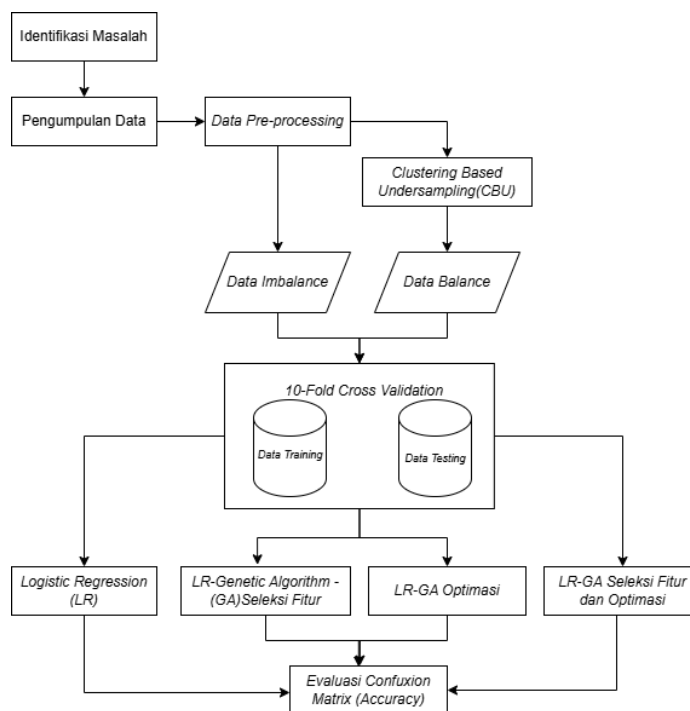 Identifikasi Masalah
Pengumpulan Data
Data Pre-processing
Clustering Based
Undersampling(CBU)
Data Imbalance
Data Balance
10-Fold Cross Validation
Data Training
Data Testing
Logistic Regression
(LR)
LR-Genetic Algorithm -
(GA)Seleksi Fitur
LR-GA Optimasi
LR-GA Seleksi Fitur
dan Optimasi
Evaluasi Confuxion
Matrix (Accuracy)